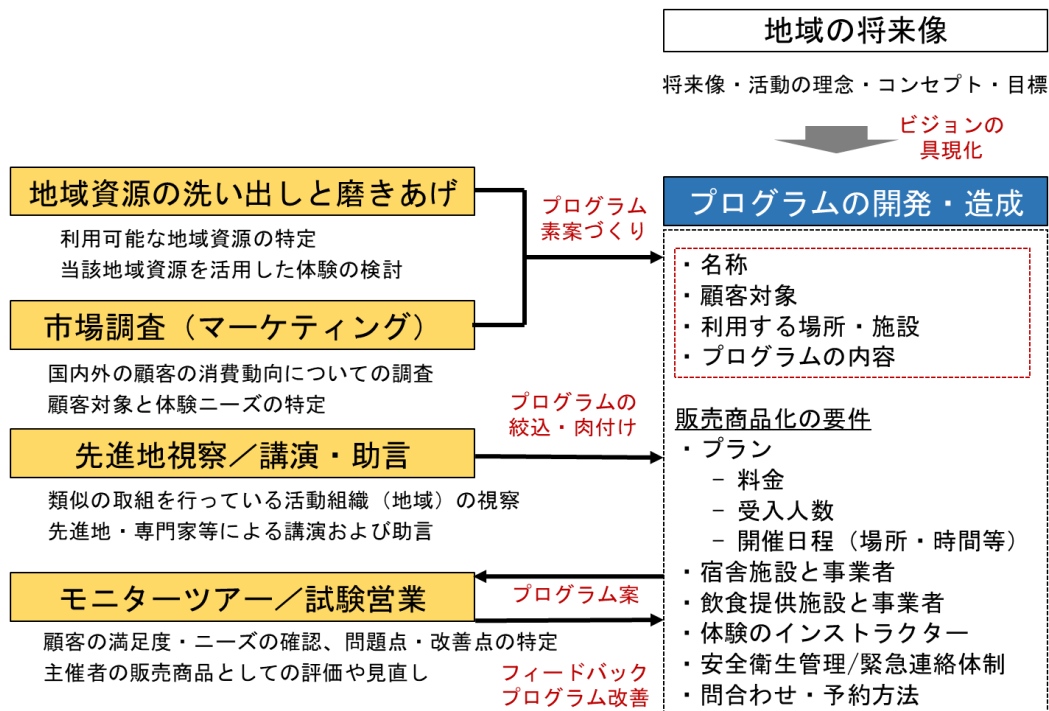 地域の将来像
将来像・活動の理念・コンセプト・目標
ビジョンの
具現化
地域資源の洗い出しと磨きあげ
利用可能な地域資源の特定
当該地域資源を活用した体験の検討
市場調査（マーケティング）
国内外の顧客の消費動向についての調査
顧客対象と体験ニーズの特定
先進地視察／講演・助言
類似の取組を行っている活動組織（地域）の視察
先進地・専門家等による講演および助言
モニターツアー／試験営業
顧客の満足度・ニーズの確認、問題点・改善点の特定
主催者の販売商品としての評価や見直し
プログラム
素案づくり
プログラムの
絞込・肉付け
プログラム案
フィードバック
プログラム改善
プログラムの開発・造成
・名称
・顧客対象
・利用する場所・施設
・プログラムの内容
販売商品化の要件
・プラン
− 料金
− 受入人数
− 開催日程（場所・時間等）
・宿舎施設と事業者
・飲食提供施設と事業者
・体験のインストラクター
・安全衛生管理/緊急連絡体制
・問合わせ・予約方法